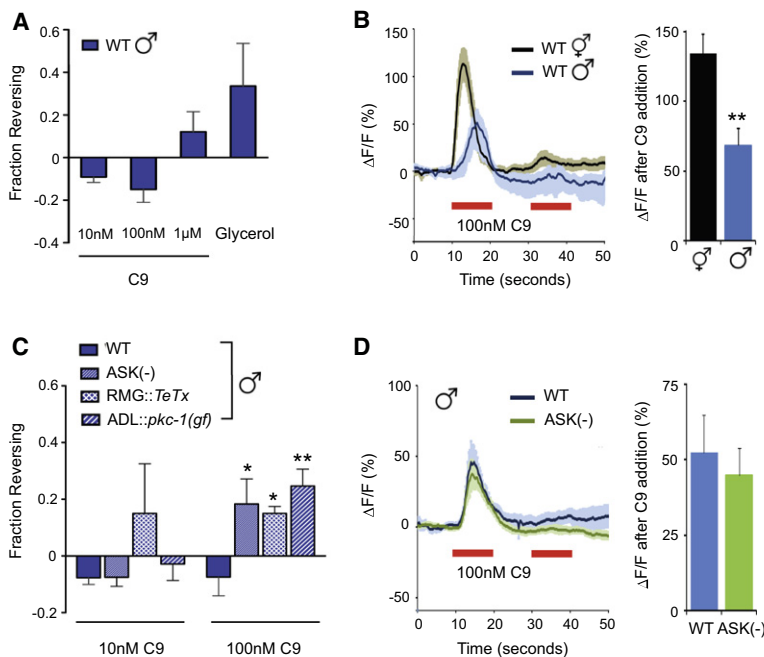 A
WT ♂
Fraction Reversing
0.6
0.4
0.2
0
-0.2
-0.4
10nM 100nM 1µM Glycerol
C9
B
WT ⚥
WT ♂
ΔF/F (%)
150
100
50
0
-50
100nM C9
0 10 20 30 40 50
Time (seconds)
ΔF/F after C9 addition (%)
150
100
50
0
**
⚥ ♂
C
WT
ASK(-)
RMG::TeTx
ADL::pkc-1(gf)
♂
Fraction Reversing
0.6
0.4
0.2
0
-0.2
* * **
10nM C9 100nM C9
D
♂
WT
ASK(-)
ΔF/F (%)
100
50
0
-50
100nM C9
0 10 20 30 40 50
Time (seconds)
ΔF/F after C9 addition (%)
75
50
25
0
WT ASK(-)